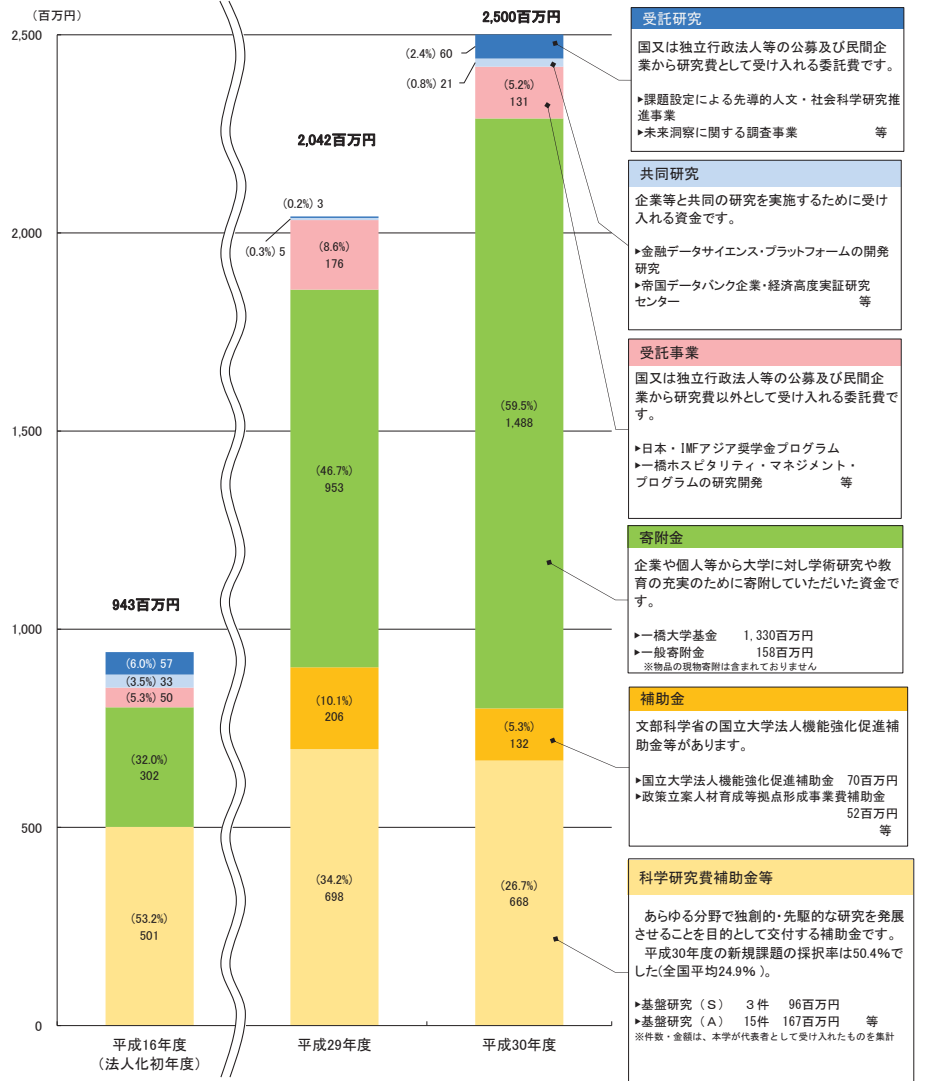 （百万円）
2,500百万円
2,500
(2.4%) 60
(0.8%) 21
(5.2%)
131
2,042百万円
(0.2%) 3
(0.3%) 5
2,000
(8.6%)
176
(59.5%)
1,488
1,500
(46.7%)
953
943百万円
1,000
(6.0%) 57
(3.5%) 33
(5.3%) 50
(10.1%)
206
(5.3%)
132
(32.0%)
302
500
(34.2%)
698
(26.7%)
668
(53.2%)
501
0
平成16年度
（法人化初年度）
平成29年度
平成30年度
受託研究
国又は独立行政法人等の公募及び民間企
業から研究費として受け入れる委託費です。
▶課題設定による先導的人文・社会科学研究推
進事業
▶未来洞察に関する調査事業　　　　　　等
共同研究
企業等と共同の研究を実施するために受け
入れる資金です。
▶金融データサイエンス・プラットフォームの開発
研究
▶帝国データバンク企業・経済高度実証研究
センター　　　　　　　　　　　　　　等
受託事業
国又は独立行政法人等の公募及び民間企
業から研究費以外として受け入れる委託費で
す。
▶日本・IMFアジア奨学金プログラム
▶一橋ホスピタリティ・マネジメント・
プログラムの研究開発　　　　　　等
寄附金
企業や個人等から大学に対し学術研究や教
育の充実のために寄附していただいた資金で
す。
▶一橋大学基金　　1,330百万円
▶一般寄附金　　　158百万円
※物品の現物寄附は含まれておりません
補助金
文部科学省の国立大学法人機能強化促進補
助金等があります。
▶国立大学法人機能強化促進補助金　70百万円
▶政策立案人材育成等拠点形成事業費補助金
52百万円
等
科学研究費補助金等
あらゆる分野で独創的・先駆的な研究を発展
させることを目的として交付する補助金です。
平成30年度の新規課題の採択率は50.4%で
した(全国平均24.9% )。
▶基盤研究（Ｓ）　３件　96百万円
▶基盤研究（Ａ）　15件　167百万円　　等
※件数・金額は、本学が代表者として受け入れたものを集計